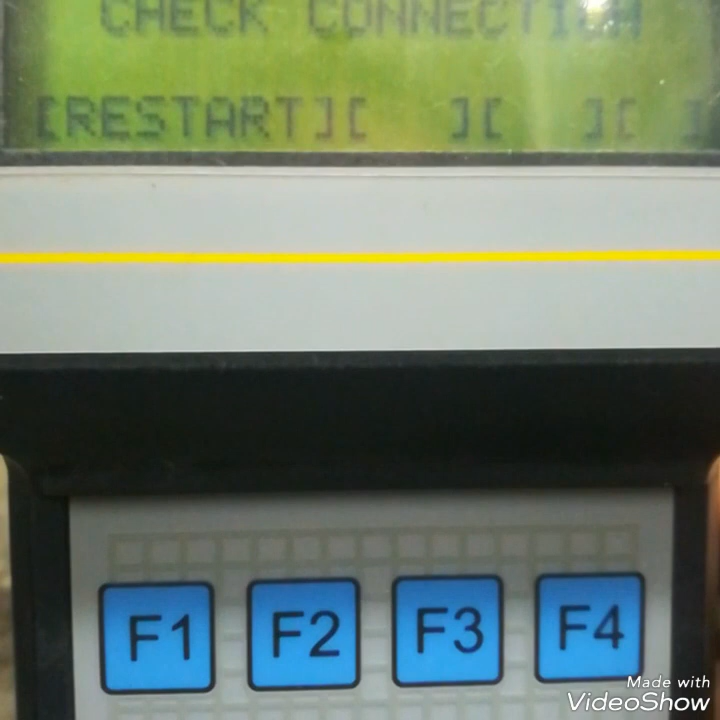 CHECK CONNECTION
[RESTART][ ][ ][ ]
F1 F2 F3 F4
Made with
VideoShow